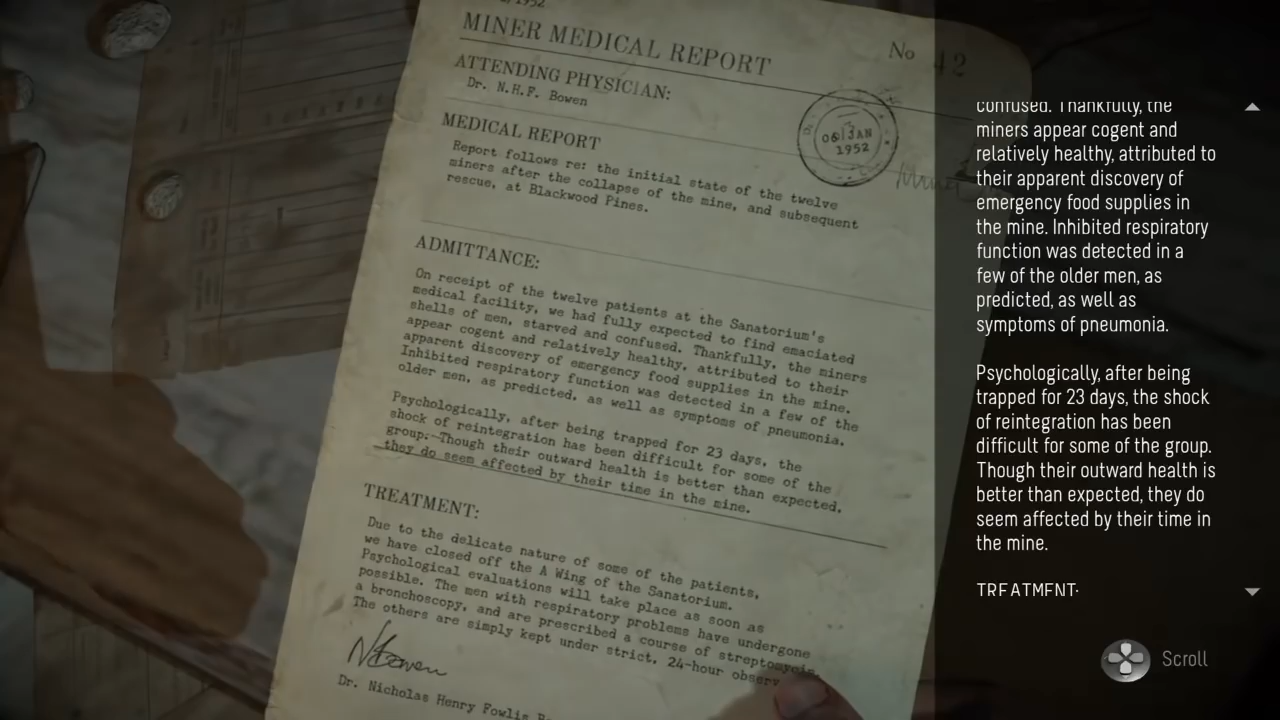 1952
MINER MEDICAL REPORT
No 42
ATTENDING PHYSICIAN:
Dr. N.H.F. Bowen
MEDICAL REPORT
Report follows re: the initial state of the twelve
miners after the collapse of the mine, and subsequent
rescue, at Blackwood Pines.
JAN
1952
Miner
ADMITTANCE:
On receipt of the twelve patients at the Sanatorium's
medical facility, we had fully expected to find emaciated
shells of men, starved and confused. Thankfully, the miners
appear cogent and relatively healthy, attributed to their
apparent discovery of emergency food supplies in the mine.
Inhibited respiratory function was detected in a few of the
older men, as predicted, as well as symptoms of pneumonia.
Psychologically, after being trapped for 23 days, the
shock of reintegration has been difficult for some of the
group. Though their outward health is better than expected,
they do seem affected by their time in the mine.
TREATMENT:
Due to the delicate nature of some of the patients,
we have closed off the A Wing of the Sanatorium.
Psychological evaluations will take place as soon as
possible. The men with respiratory problems have undergone
a bronchoscopy, and are prescribed a course of streptomycin.
The others are simply kept under strict, 24-hour observ
NBowen
Dr. Nicholas Henry Fowlis
confused. Thankfully, the
miners appear cogent and
relatively healthy, attributed to
their apparent discovery of
emergency food supplies in
the mine. Inhibited respiratory
function was detected in a
few of the older men, as
predicted, as well as
symptoms of pneumonia.
Psychologically, after being
trapped for 23 days, the shock
of reintegration has been
difficult for some of the group.
Though their outward health is
better than expected, they do
seem affected by their time in
the mine.
TREATMENT:
Scroll